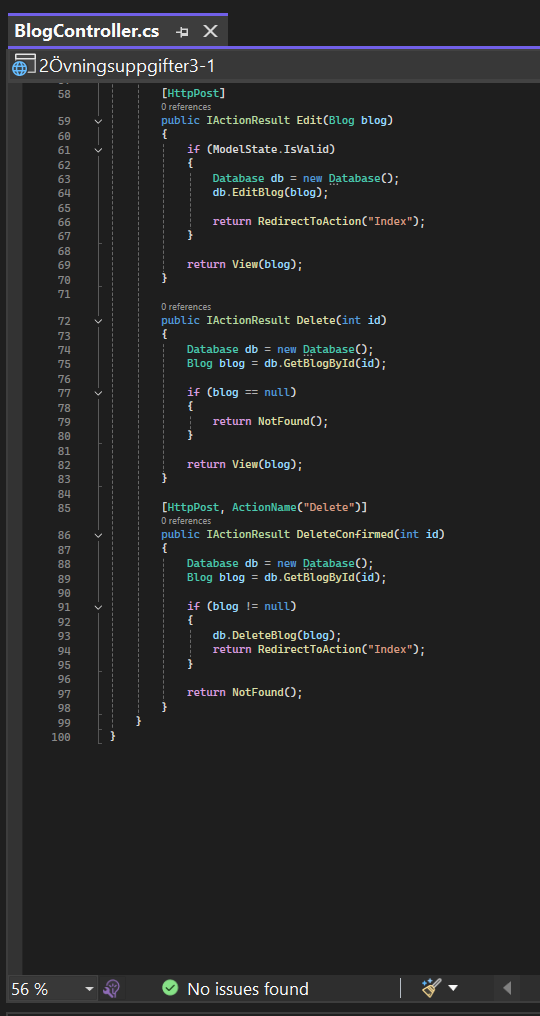 BlogController.cs
2Övningsuppgifter3-1
58 [HttpPost]
0 references
59 public IActionResult Edit(Blog blog)
60 {
61 if (ModelState.IsValid)
62 {
63 Database db = new Database();
64 db.EditBlog(blog);
65
66 return RedirectToAction("Index");
67 }
68
69 return View(blog);
70 }
71
0 references
72 public IActionResult Delete(int id)
73 {
74 Database db = new Database();
75 Blog blog = db.GetBlogById(id);
76
77 if (blog == null)
78 {
79 return NotFound();
80 }
81
82 return View(blog);
83 }
84
85 [HttpPost, ActionName("Delete")]
0 references
86 public IActionResult DeleteConfirmed(int id)
87 {
88 Database db = new Database();
89 Blog blog = db.GetBlogById(id);
90
91 if (blog != null)
92 {
93 db.DeleteBlog(blog);
94 return RedirectToAction("Index");
95 }
96
97 return NotFound();
98 }
99 }
100 }
56 % No issues found